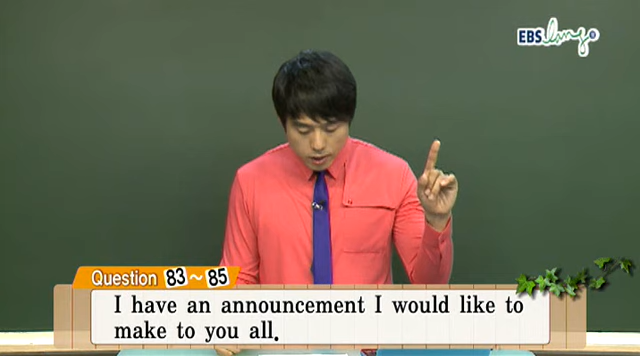 EBSlang e
Question 83~85
I have an announcement I would like to
make to you all.